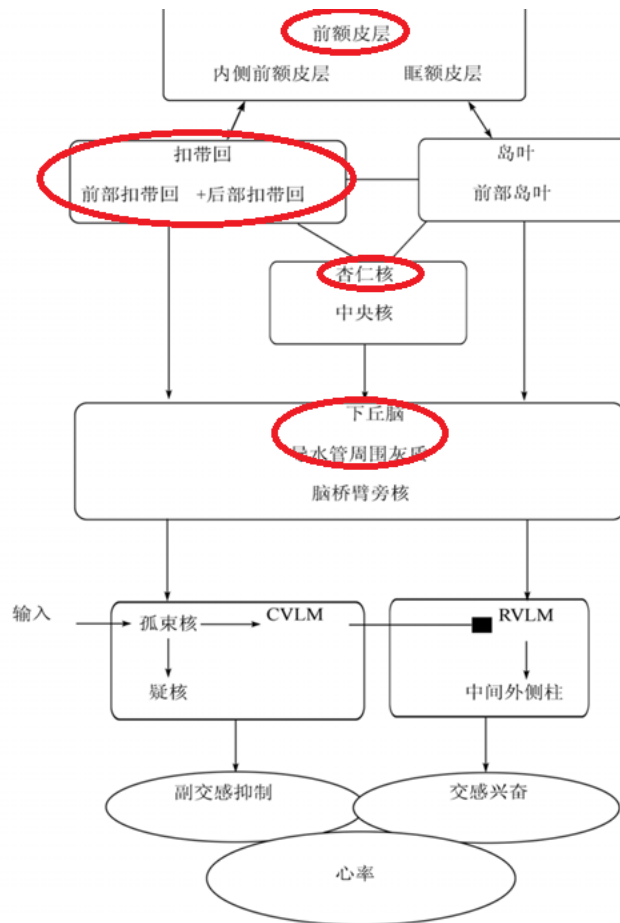 前额皮层
内侧前额皮层 眶额皮层
扣带回 岛叶
前部扣带回 +后部扣带回 前部岛叶
杏仁核
中央核
下丘脑
导水管周围灰质
脑桥臂旁核
输入 孤束核 CVLM RVLM
疑核 中间外侧柱
副交感抑制 交感兴奋
心率